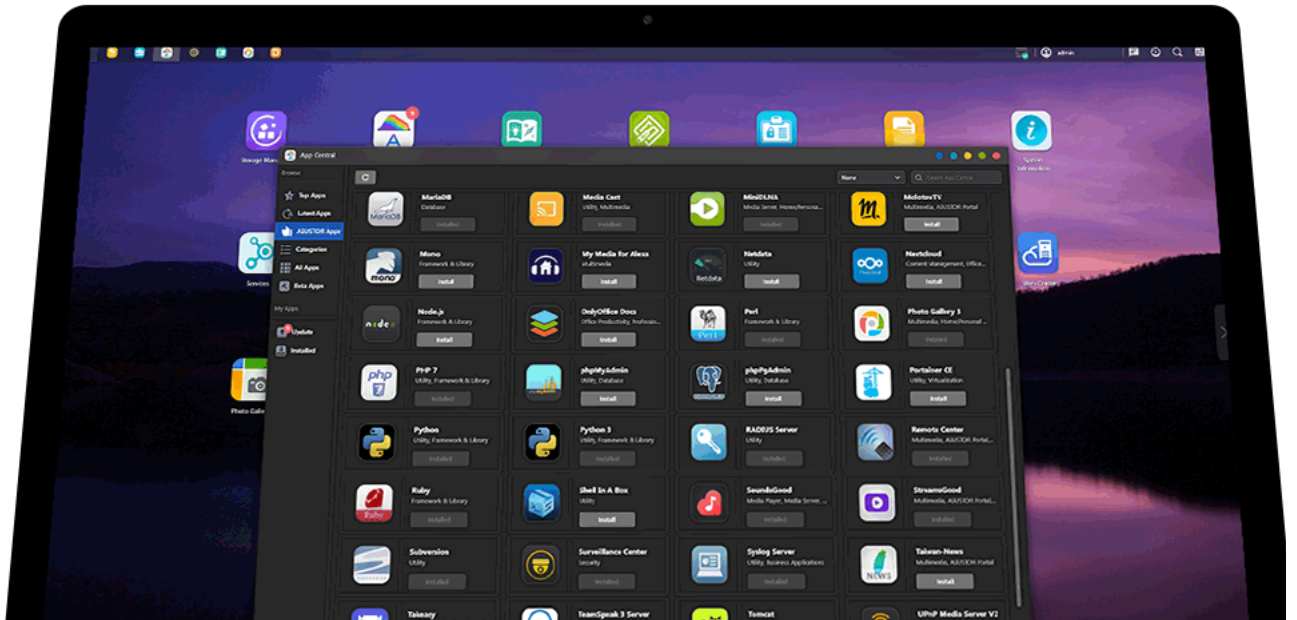 admin
Storage Man
System
Information
App Central
Browse
None
Search App Central
Top Apps
Latest Apps
ASUSTOR Apps
Categories
All Apps
Beta Apps
My Apps
Update
Installed
Services
Photo Galle
MariaDB
Database
Installed
Media Cast
Utility, Multimedia
Installed
MiniDLNA
Media Server, Home/Persona...
Installed
MolotovTV
Multimedia, ASUSTOR Portal
Install
Mono
Framework & Library
Install
My Media for Alexa
Multimedia
Install
Netdata
Utility
Install
Nextcloud
Content Management, Office...
Install
Node.js
Framework & Library
Install
OnlyOffice Docs
Office Productivity, Professio...
Install
Perl
Framework & Library
Installed
Photo Gallery 3
Multimedia, Home/Personal ...
Installed
PHP 7
Utility, Framework & Library
Installed
phpMyAdmin
Utility, Database
Install
phpPgAdmin
Utility, Database
Install
Portainer CE
Utility, Virtualization
Install
Python
Utility, Framework & Library
Installed
Python 3
Utility, Framework & Library
Installed
RADIUS Server
Utility
Installed
Remote Center
Multimedia, ASUSTOR Portal,...
Installed
Ruby
Framework & Library
Installed
Shell In A Box
Utility
Install
SoundsGood
Media Player, Media Server, ...
Installed
StreamsGood
Multimedia, ASUSTOR Portal,...
Installed
Subversion
Utility
Installed
Surveillance Center
Security
Installed
Syslog Server
Utility, Business Applications
Installed
Taiwan-News
Multimedia, ASUSTOR Portal
Install
Takeasy
TeamSpeak 3 Server
Tomcat
UPnP Media Server V2